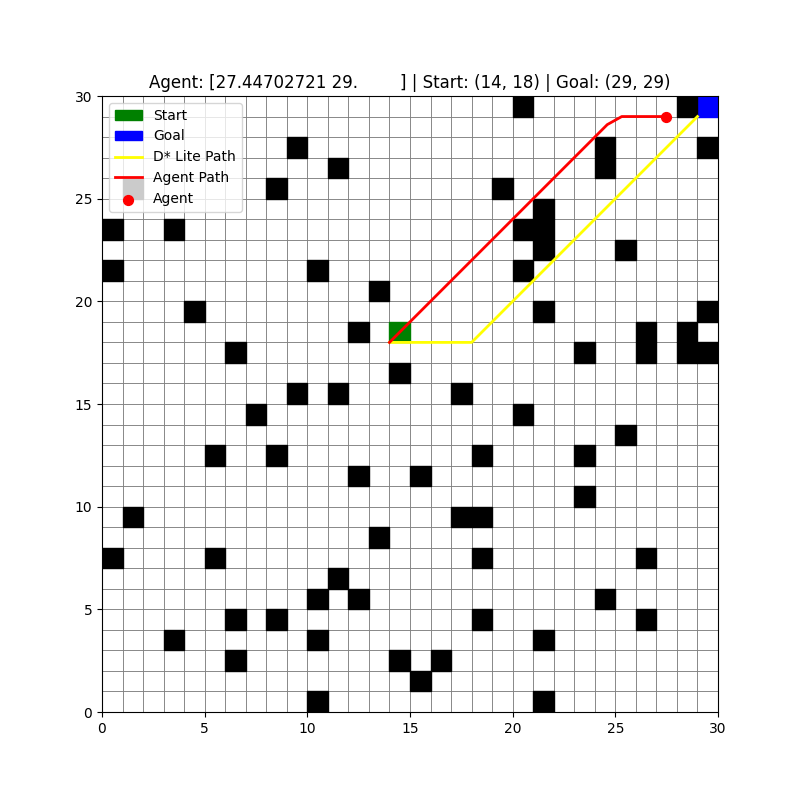 Agent: [27.44702721 29.        ] | Start: (14, 18) | Goal: (29, 29)
30
25
20
15
10
5
0
Start
Goal
D* Lite Path
Agent Path
Agent
0 5 10 15 20 25 30